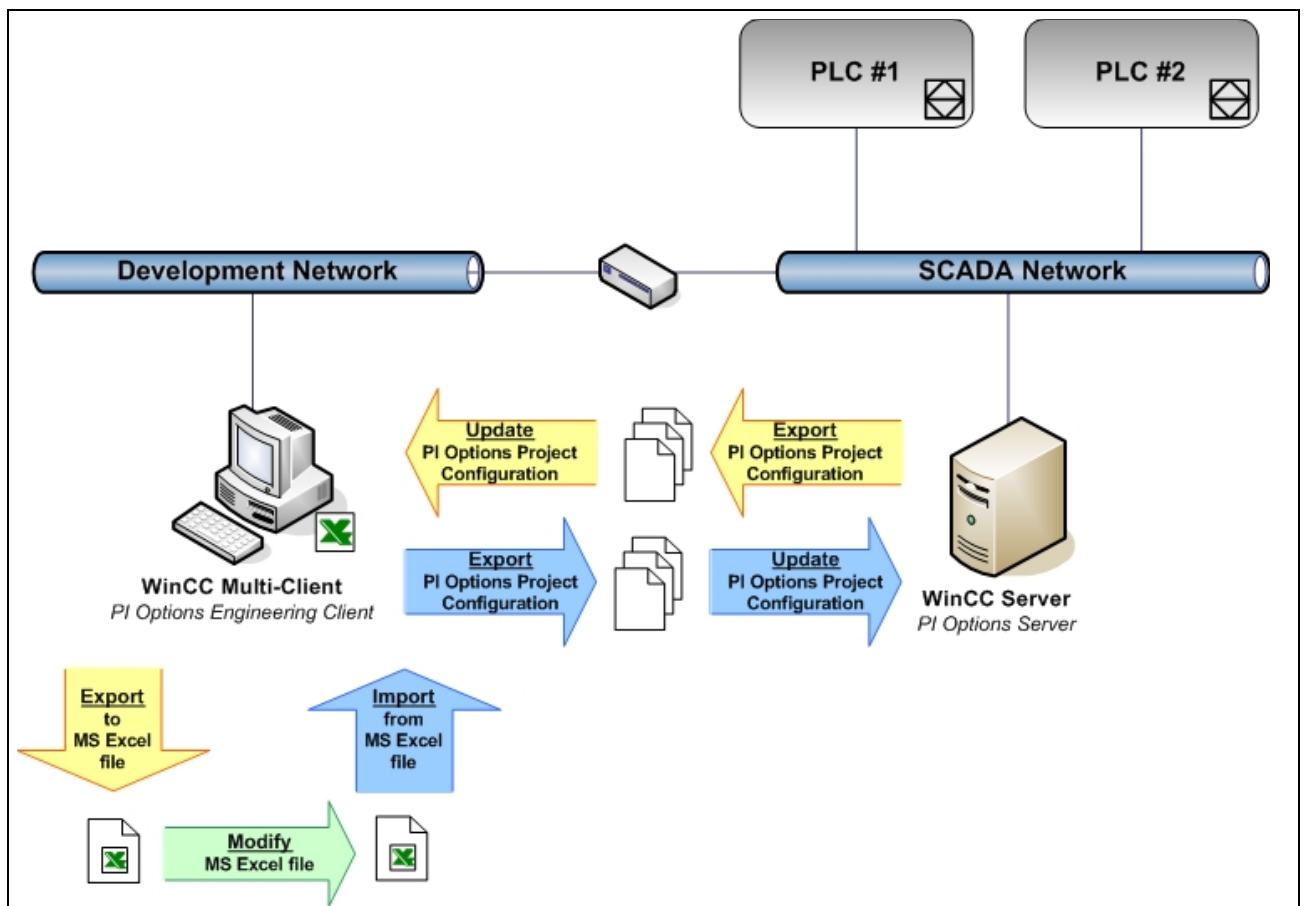 PLC #1
PLC #2
Development Network
SCADA Network
Update
PI Options Project
Configuration
Export
PI Options Project
Configuration
Export
PI Options Project
Configuration
Update
PI Options Project
Configuration
WinCC Multi-Client
PI Options Engineering Client
WinCC Server
PI Options Server
Export
to
MS Excel
file
Import
from
MS Excel
file
Modify
MS Excel file